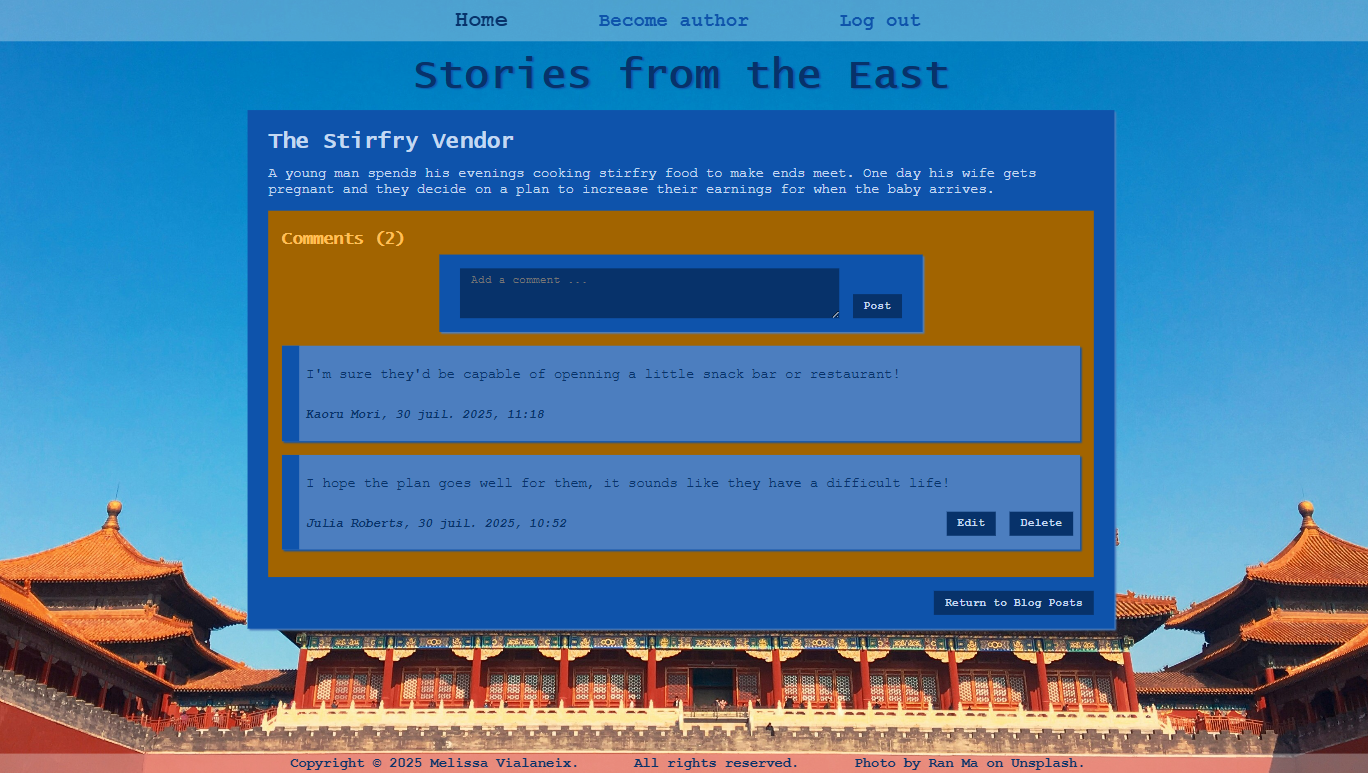 Home Become author Log out
Stories from the East
The Stirfry Vendor
A young man spends his evenings cooking stirfry food to make ends meet. One day his wife gets
pregnant and they decide on a plan to increase their earnings for when the baby arrives.
Comments (2)
Add a comment ...
Post
I'm sure they'd be capable of openning a little snack bar or restaurant!
Kaoru Mori, 30 juil. 2025, 11:18
I hope the plan goes well for them, it sounds like they have a difficult life!
Julia Roberts, 30 juil. 2025, 10:52
Edit Delete
Return to Blog Posts
Copyright © 2025 Melissa Vialaneix. All rights reserved. Photo by Ran Ma on Unsplash.